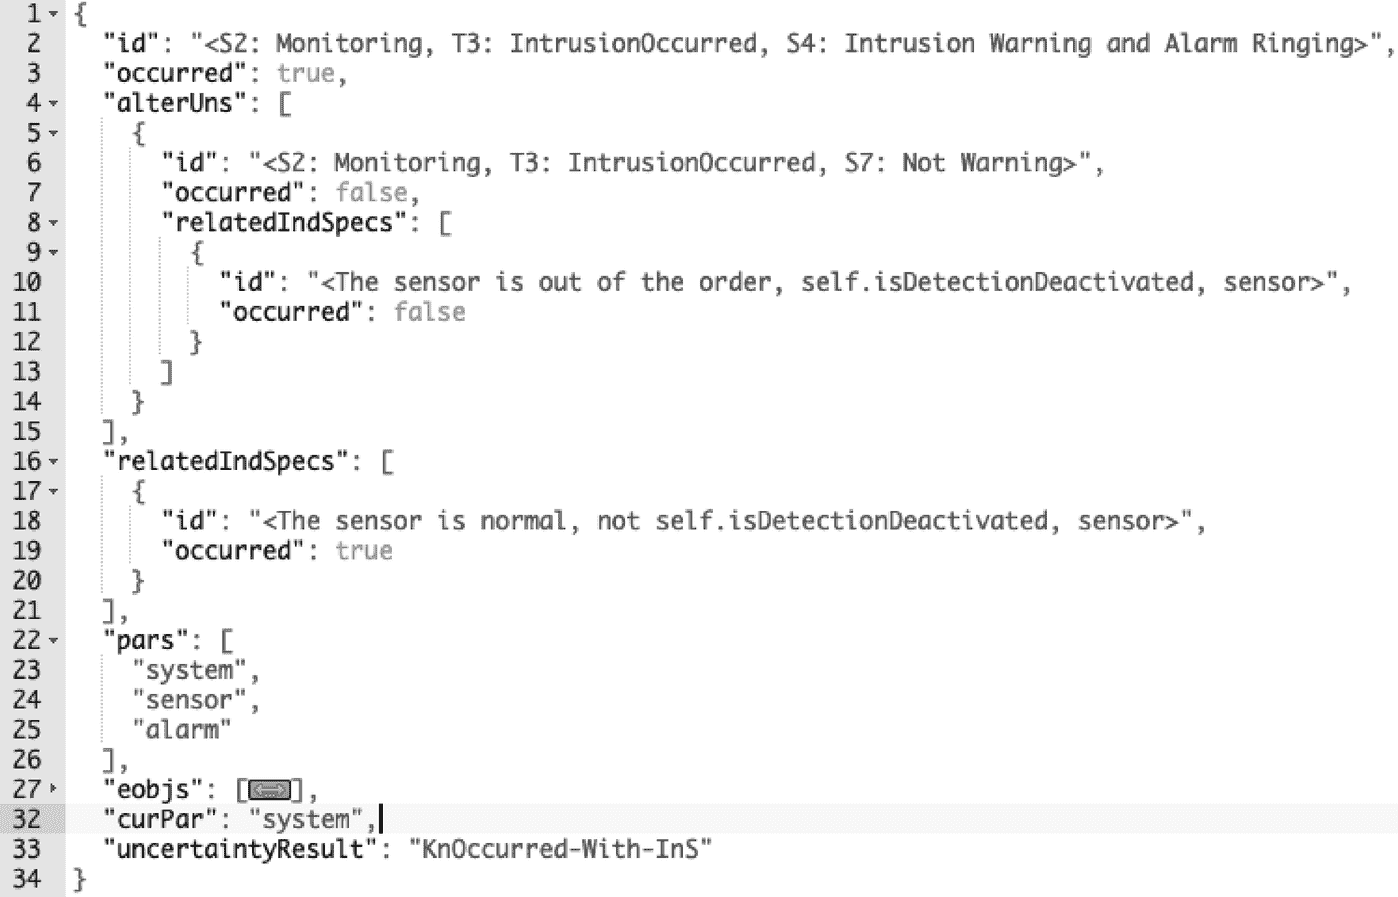 1 {
2 "id": "<S2: Monitoring, T3: IntrusionOccurred, S4: Intrusion Warning and Alarm Ringing>",
3 "occurred": true,
4 "alterUns": [
5 {
6 "id": "<S2: Monitoring, T3: IntrusionOccurred, S7: Not Warning>",
7 "occurred": false,
8 "relatedIndSpecs": [
9 {
10 "id": "<The sensor is out of the order, self.isDetectionDeactivated, sensor>",
11 "occurred": false
12 }
13 ]
14 }
15 ],
16 "relatedIndSpecs": [
17 {
18 "id": "<The sensor is normal, not self.isDetectionDeactivated, sensor>",
19 "occurred": true
20 }
21 ],
22 "pars": [
23 "system",
24 "sensor",
25 "alarm"
26 ],
27 "eobjs": [],
32 "curPar": "system",
33 "uncertaintyResult": "KnOccurred-With-InS"
34 }